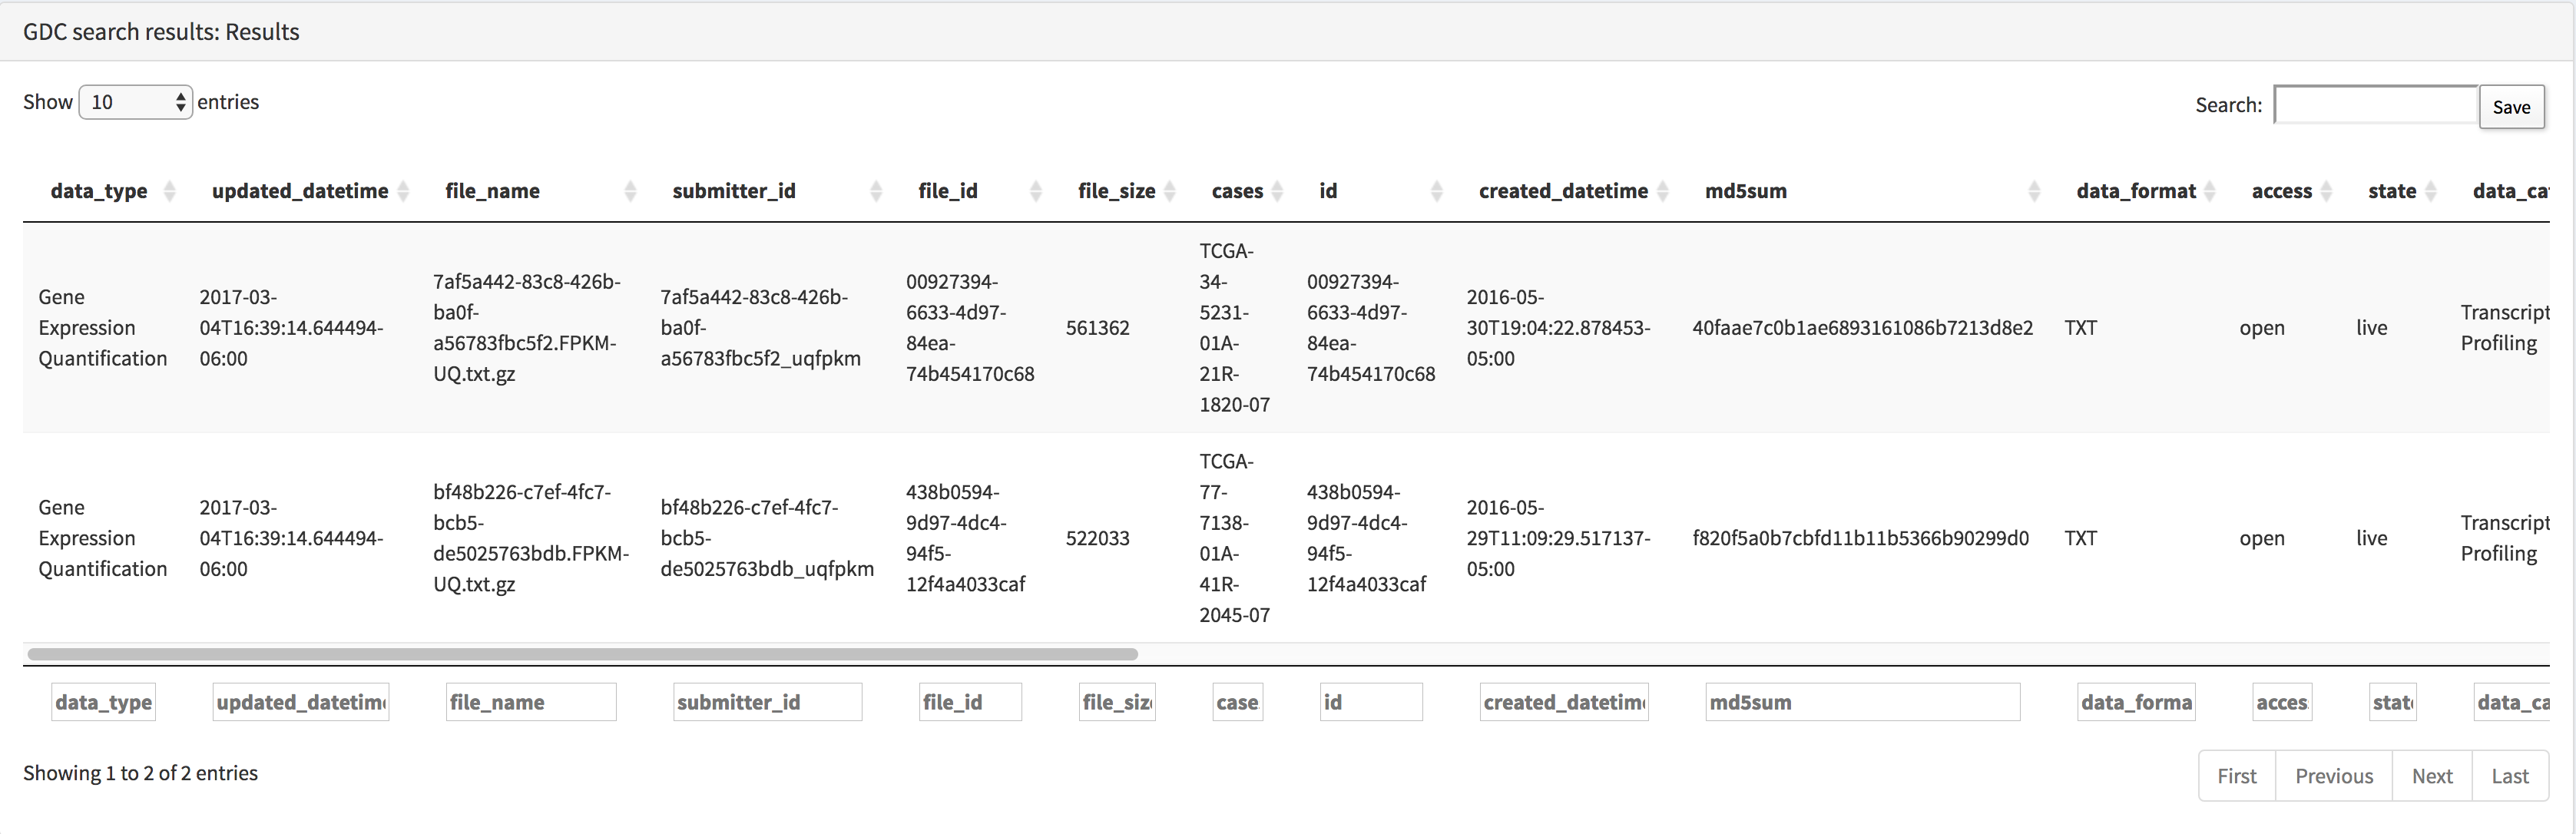 GDC search results: Results
Show 10 entries
Search: Save
data_type updated_datetime file_name submitter_id file_id file_size cases id created_datetime md5sum data_format access state data_ca
Gene
Expression
Quantification
2017-03-
04T16:39:14.644494-
06:00
7af5a442-83c8-426b-
ba0f-
a56783fbc5f2.FPKM-
UQ.txt.gz
7af5a442-83c8-426b-
ba0f-
a56783fbc5f2_uqfpkm
00927394-
6633-4d97-
84ea-
74b454170c68
561362
TCGA-
34-
5231-
01A-
21R-
1820-07
00927394-
6633-4d97-
84ea-
74b454170c68
2016-05-
30T19:04:22.878453-
05:00
40faae7c0b1ae6893161086b7213d8e2
TXT
open
live
Transcript
Profiling
Gene
Expression
Quantification
2017-03-
04T16:39:14.644494-
06:00
bf48b226-c7ef-4fc7-
bcb5-
de5025763bdb.FPKM-
UQ.txt.gz
bf48b226-c7ef-4fc7-
bcb5-
de5025763bdb_uqfpkm
438b0594-
9d97-4dc4-
94f5-
12f4a4033caf
522033
TCGA-
77-
7138-
01A-
41R-
2045-07
438b0594-
9d97-4dc4-
94f5-
12f4a4033caf
2016-05-
29T11:09:29.517137-
05:00
f820f5a0b7cbfd11b11b5366b90299d0
TXT
open
live
Transcript
Profiling
data_type updated_datetim file_name submitter_id file_id file_siz case id created_datetim md5sum data_forma acces stat data_ca
Showing 1 to 2 of 2 entries
First Previous Next Last